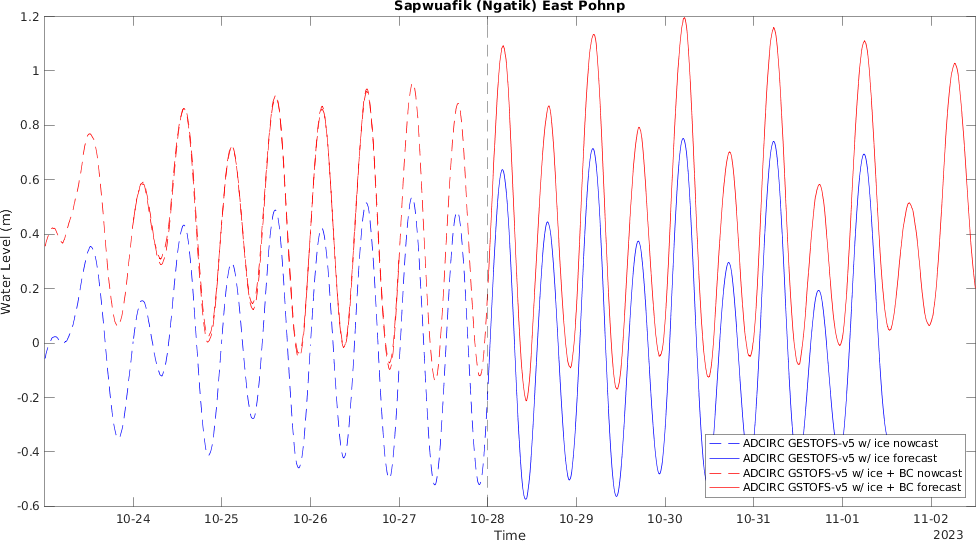 Sapwuafik (Ngatik) East Pohnp
Water Level (m)
1.2
1
0.8
0.6
0.4
0.2
0
-0.2
-0.4
-0.6
ADCIRC GESTOFS-v5 w/ ice nowcast
ADCIRC GESTOFS-v5 w/ ice forecast
ADCIRC GSTOFS-v5 w/ ice + BC nowcast
ADCIRC GSTOFS-v5 w/ ice + BC forecast
10-24 10-25 10-26 10-27 10-28 10-29 10-30 10-31 11-01 11-02
Time
2023